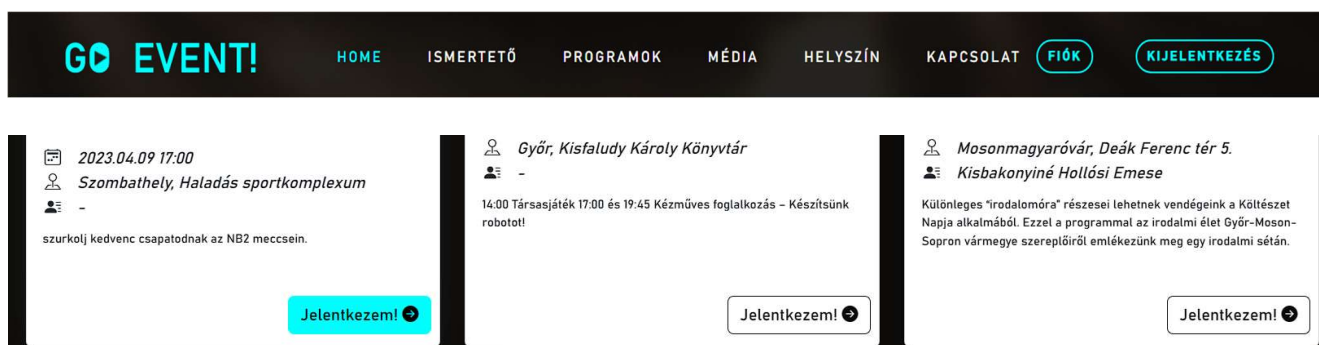 GO EVENT!
HOME ISMERTETŐ PROGRAMOK MÉDIA HELYSZÍN KAPCSOLAT FIÓK KIJELENTKEZÉS
2023.04.09 17:00
Szombathely, Haladás sportkomplexum
-
szurkolj kedvenc csapatodnak az NB2 meccsein.
Jelentkezem!
Győr, Kisfaludy Károly Könyvtár
-
14:00 Társasjáték 17:00 és 19:45 Kézműves foglalkozás – Készítsünk
robotot!
Jelentkezem!
Mosonmagyaróvár, Deák Ferenc tér 5.
Kisbakonyiné Hollósi Emese
Különleges "irodalomóra" részesei lehetnek vendégeink a Költészet
Napja alkalmából. Ezzel a programmal az irodalmi élet Győr-Moson-
Sopron vármegye szereplőiről emlékezünk meg egy irodalmi sétán.
Jelentkezem!